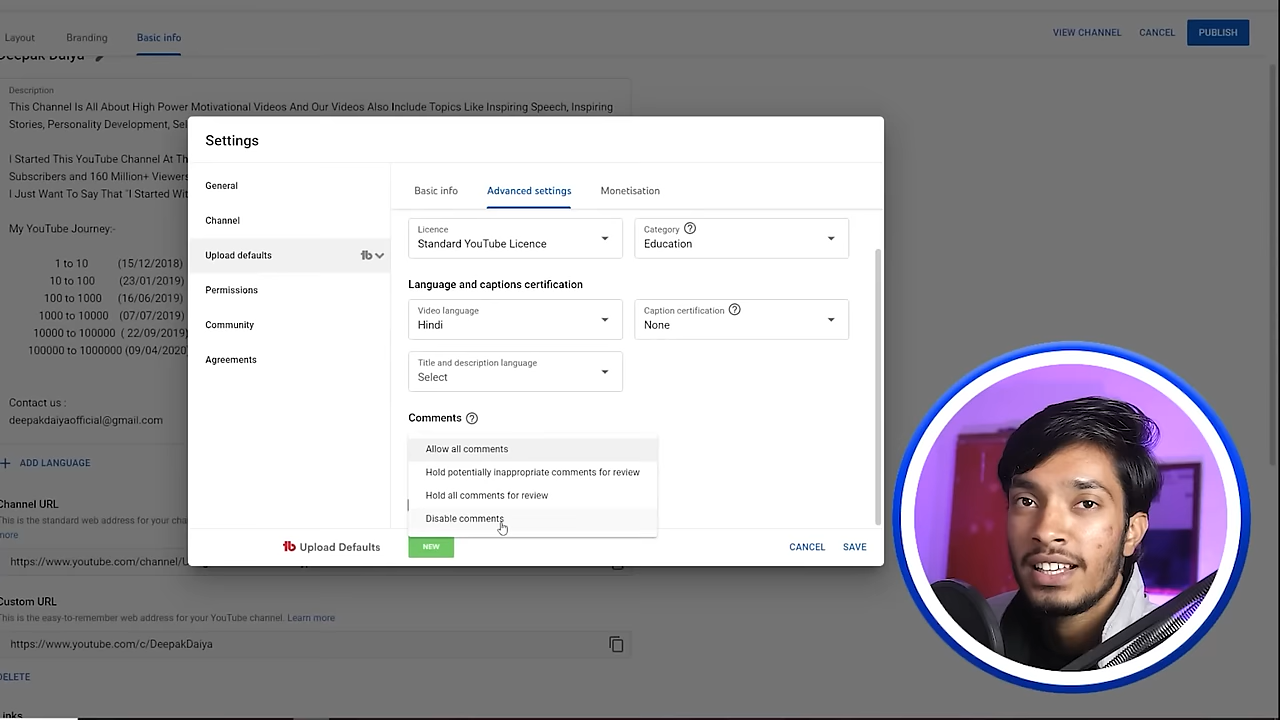 Layout
Branding
Basic info
VIEW CHANNEL
CANCEL
PUBLISH
Deepak Daiya
Description
This Channel Is All About High Power Motivational Videos And Our Videos Also Include Topics Like Inspiring Speech, Inspiring
Stories, Personality Development,
I Started This YouTube Channel At
Subscribers and 160 Million+ Viewers
I Just Want To Say That 'I Started
My YouTube Journey:-
1 to 10 (15/12/2018)
10 to 100 (23/01/2019)
100 to 1000 (16/06/2019)
1000 to 10000 (07/07/2019)
10000 to 100000 ( 22/09/2019)
100000 to 1000000 (09/04/2020)
Contact us :
deepakdaiyaofficial@gmail.com
+ ADD LANGUAGE
Channel URL
This is the standard web address for your
more
https://www.youtube.com/channel/
Custom URL
This is the easy-to-remember web address for your YouTube channel. Learn more
https://www.youtube.com/c/DeepakDaiya
DELETE
Links
Settings
General
Channel
Upload defaults
tb
Permissions
Community
Agreements
Basic info
Advanced settings
Monetisation
Licence
Standard YouTube Licence
Category
Education
Language and captions certification
Video language
Hindi
Caption certification
None
Title and description language
Select
Comments
Allow all comments
Hold potentially inappropriate comments for review
Hold all comments for review
Disable comments
tb Upload Defaults
NEW
CANCEL
SAVE